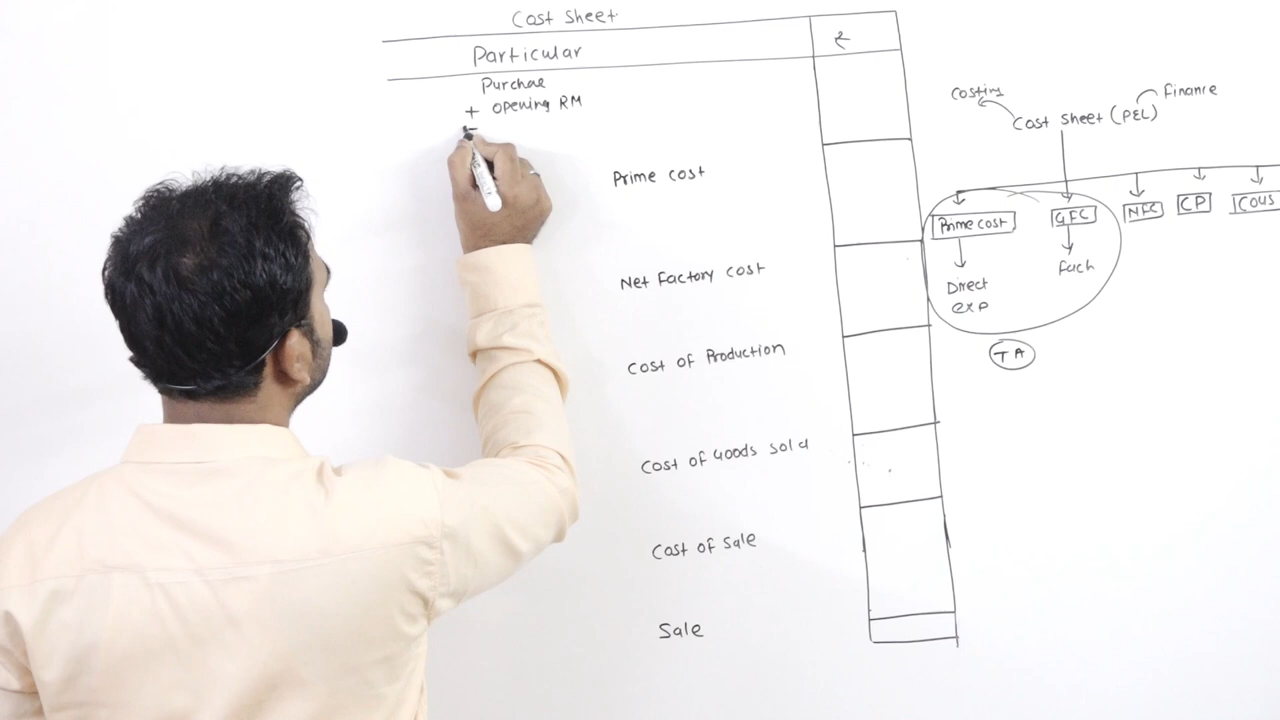 Cost Sheet
Particular ₹
Purchae
+ opening RM
-
Prime cost
Net Factory cost
Cost of Production
Cost of Goods sold
Cost of sale
Sale
Costing
Finance
Cost sheet (PEL)
Prime cost
GFC
NFC
CP
COUS
Direct
exp
Fach
TA